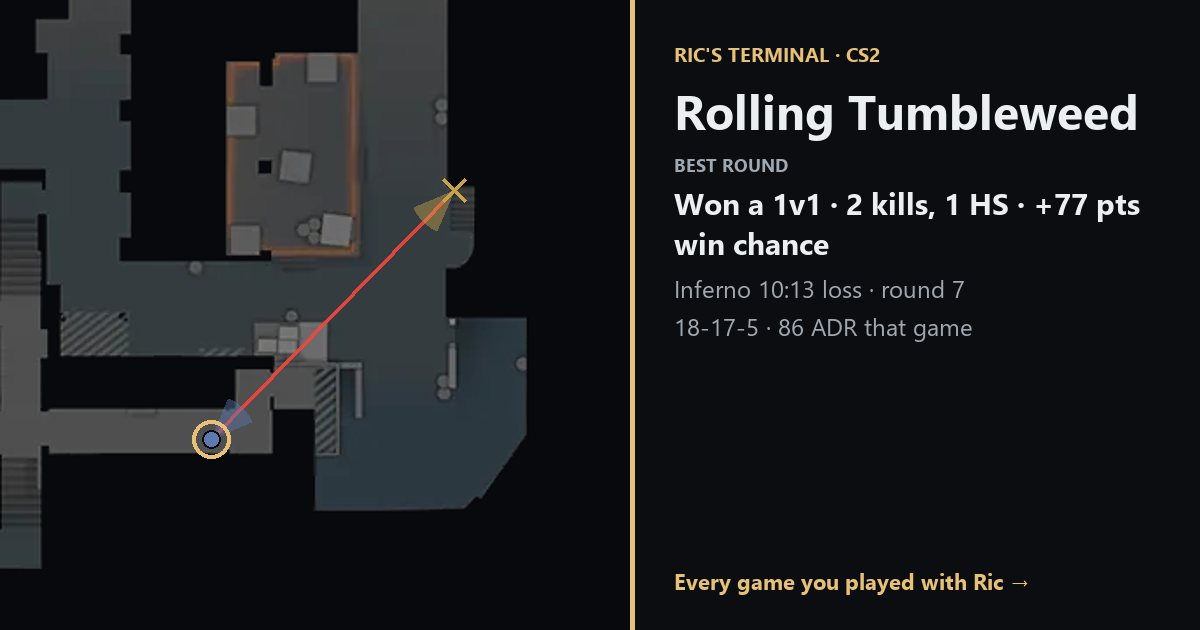 RIC'S TERMINAL · CS2
Rolling Tumbleweed
BEST ROUND
Won a 1v1 · 2 kills, 1 HS · +77 pts
win chance
Inferno 10:13 loss · round 7
18-17-5 · 86 ADR that game
Every game you played with Ric →